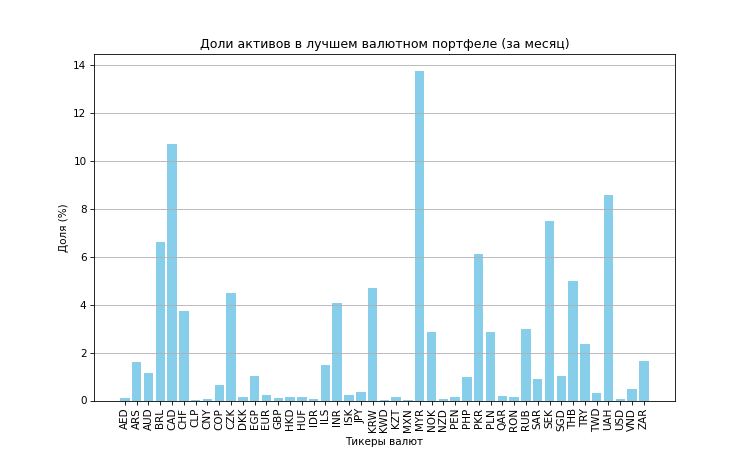 Доли активов в лучшем валютном портфеле (за месяц)
Доля (%)
14
12
10
8
6
4
2
0
AED ARS AUD BRL CAD CHF CLP CNY COP CZK DKK EGP EUR GBP HKD HUF IDR ILS INR ISK JPY KRW KWD KZT MXN MYR NOK NZD PEN PHP PKR PLN QAR RON RUB SAR SEK SGD THB TRY TWD UAH USD VND ZAR
Тикеры валют